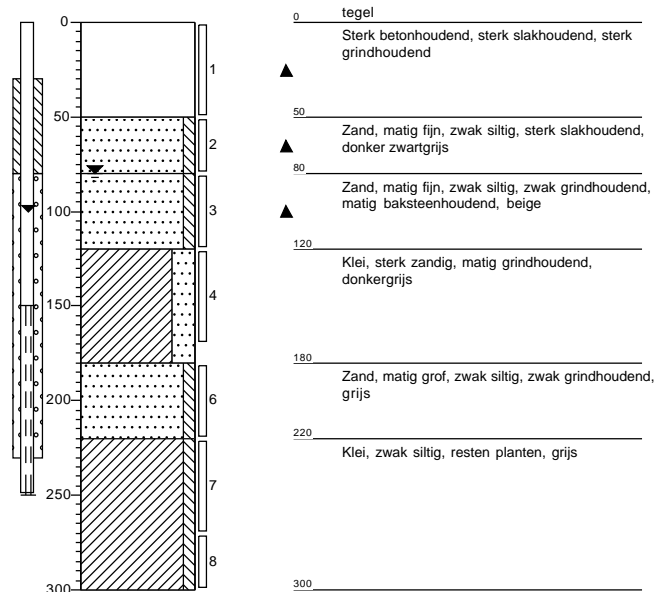 0
50
100
150
200
250
300
1
2
3
4
6
7
8
0
tegel
Sterk betonhoudend, sterk slakhoudend, sterk
grindhoudend
50
Zand, matig fijn, zwak siltig, sterk slakhoudend,
donker zwartgrijs
80
Zand, matig fijn, zwak siltig, zwak grindhoudend,
matig baksteenhoudend, beige
120
Klei, sterk zandig, matig grindhoudend,
donkergrijs
180
Zand, matig grof, zwak siltig, zwak grindhoudend,
grijs
220
Klei, zwak siltig, resten planten, grijs
300